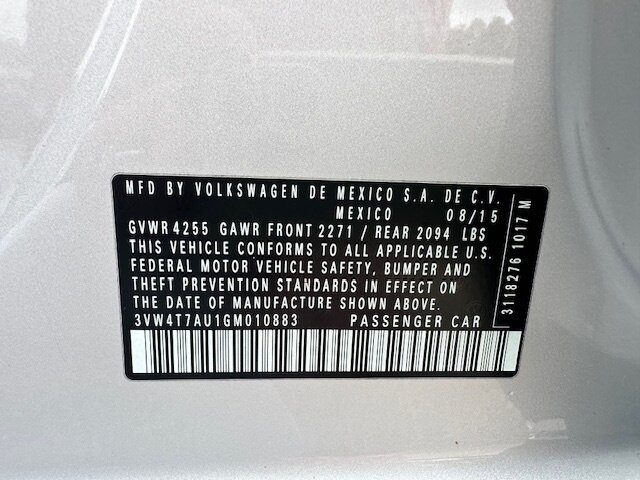 MFD BY VOLKSWAGEN DE MEXICO S.A. DE C.V.
MEXICO 08/15
GVWR 4255 GAWR FRONT 2271 / REAR 2094 LBS
THIS VEHICLE CONFORMS TO ALL APPLICABLE U.S.
FEDERAL MOTOR VEHICLE SAFETY, BUMPER AND
THEFT PREVENTION STANDARDS IN EFFECT ON
THE DATE OF MANUFACTURE SHOWN ABOVE.
3VW4T7AU1GM010883 PASSENGER CAR
3118276 1017 M